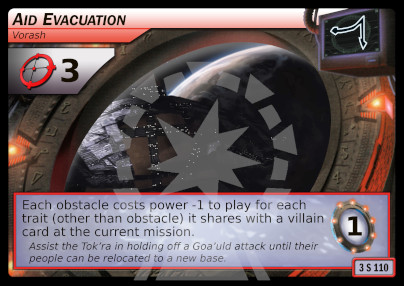 AID EVACUATION
Vorash
3
Each obstacle costs power -1 to play for each
trait (other than obstacle) it shares with a villain
card at the current mission.
1
Assist the Tok'ra in holding off a Goa'uld attack until their
people can be relocated to a new base.
3 S 110